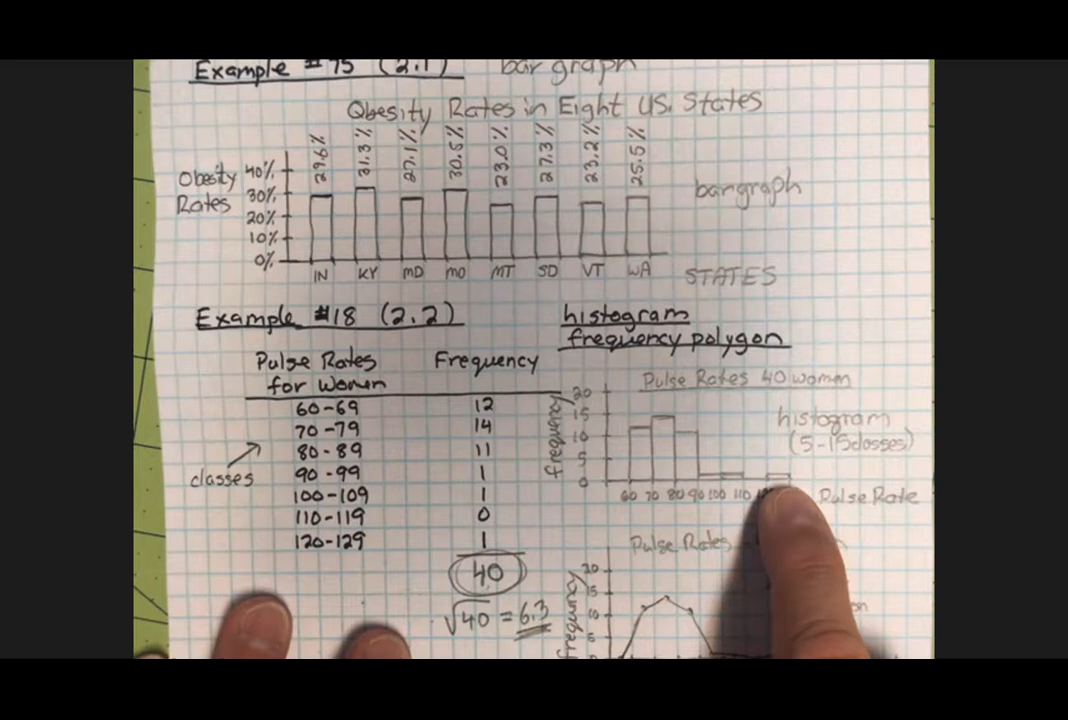 Example #75 (2.1) bar graph
Obesity Rates in Eight U.S. States
29.6% 31.3% 27.1% 30.5% 23.0% 27.3% 23.2% 25.5%
Obesity Rates
40%
30%
20%
10%
0%
bargraph
IN KY MD MO MT SD VT WA STATES
Example #18 (2.2)
histogram
frequency polygon
Pulse Rates for Women Frequency
60-69 12
70-79 14
80-89 11
90-99 1
100-109 1
110-119 0
120-129 1
classes
40
√40 = 6.3
Pulse Rates 40 women
frequency
20
15
10
5
0
histogram
(5-15classes)
60 70 80 90 100 110 Pulse Rate
Pulse Rates
frequency
20
15
10
5